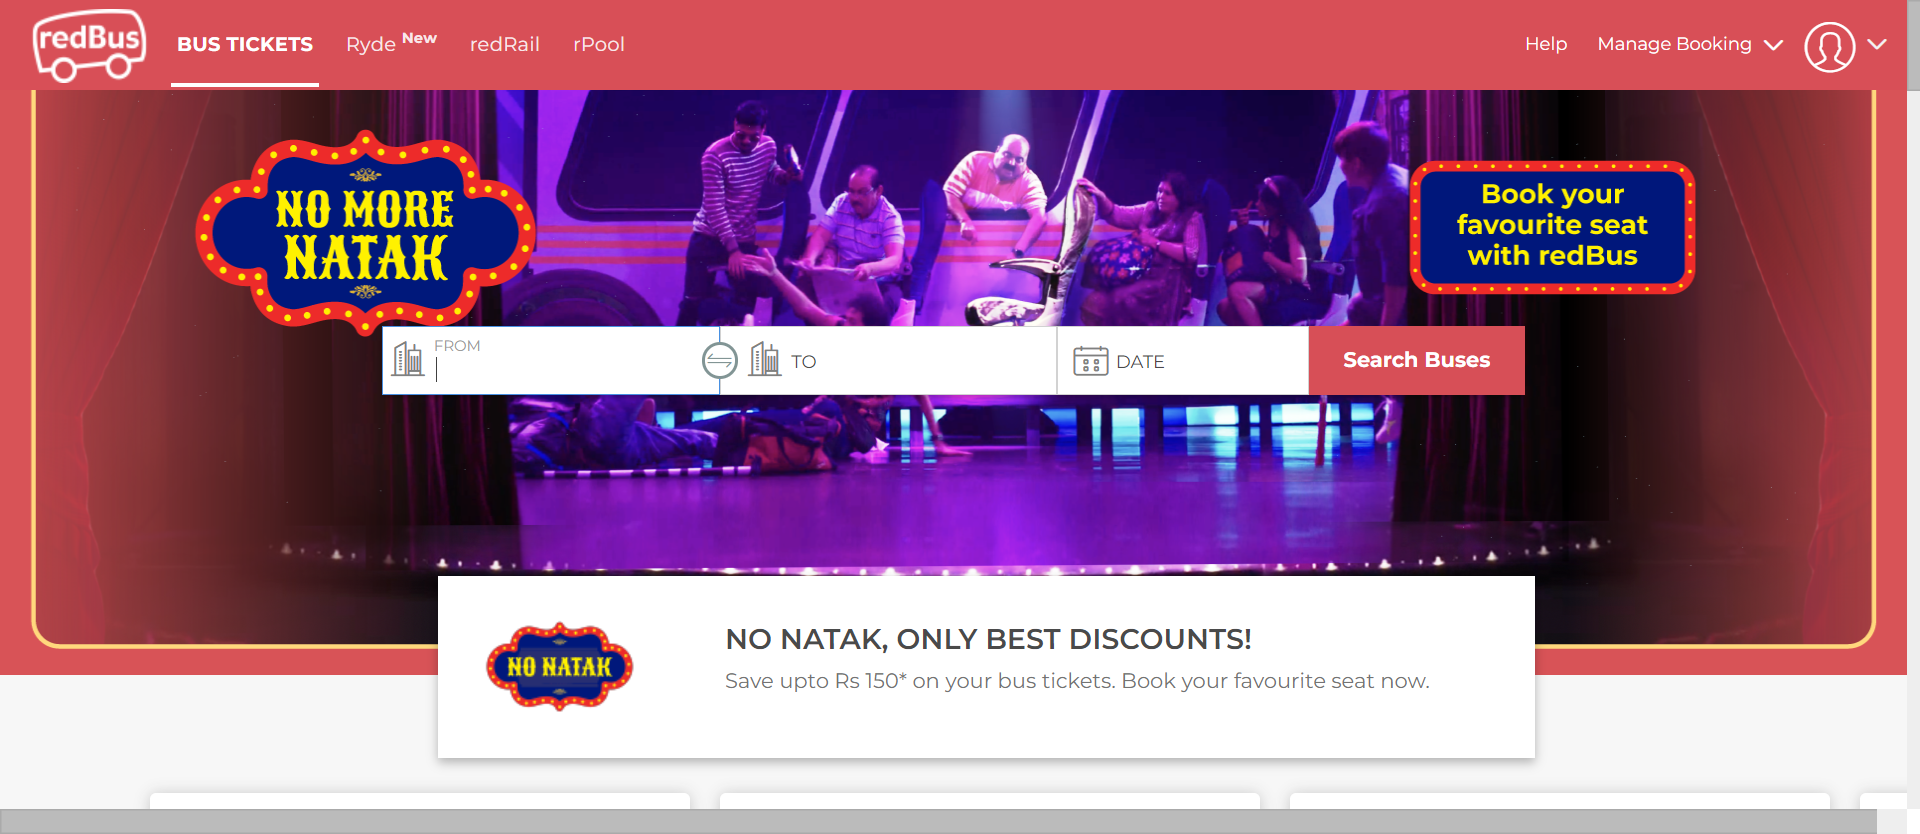 redBus
BUS TICKETS
Ryde New
redRail
rPool
Help
Manage Booking
NO MORE
NATAK
Book your
favourite seat
with redBus
FROM
TO
DATE
Search Buses
NO NATAK
NO NATAK, ONLY BEST DISCOUNTS!
Save upto Rs 150* on your bus tickets. Book your favourite seat now.